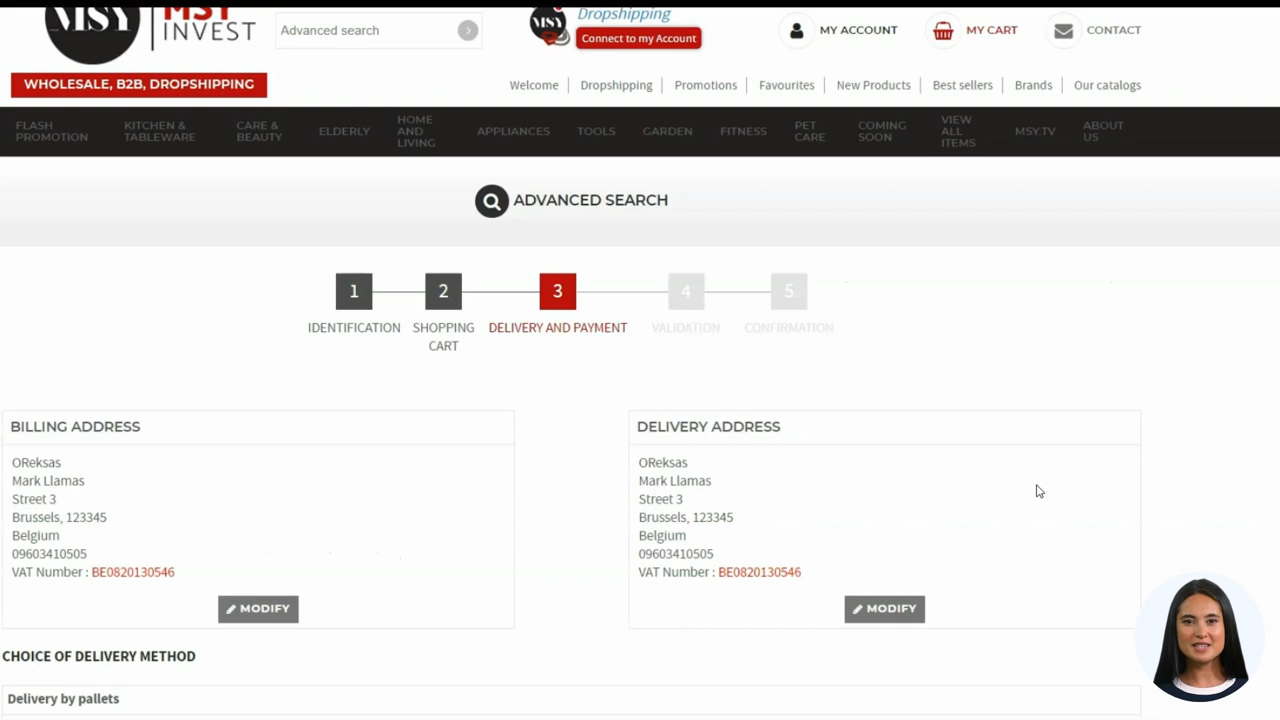 MSY
MSY
INVEST
WHOLESALE, B2B, DROPSHIPPING
Advanced search
MSY
Dropshipping
Connect to my Account
MY ACCOUNT
MY CART
CONTACT
Welcome
Dropshipping
Promotions
Favourites
New Products
Best sellers
Brands
Our catalogs
FLASH
PROMOTION
KITCHEN &
TABLEWARE
CARE &
BEAUTY
ELDERLY
HOME
AND
LIVING
APPLIANCES
TOOLS
GARDEN
FITNESS
PET
CARE
COMING
SOON
VIEW
ALL
ITEMS
MSY.TV
ABOUT
US
ADVANCED SEARCH
1
IDENTIFICATION
2
SHOPPING
CART
3
DELIVERY AND PAYMENT
4
VALIDATION
5
CONFIRMATION
BILLING ADDRESS
OReksas
Mark Llamas
Street 3
Brussels, 123345
Belgium
09603410505
VAT Number : BE0820130546
MODIFY
DELIVERY ADDRESS
OReksas
Mark Llamas
Street 3
Brussels, 123345
Belgium
09603410505
VAT Number : BE0820130546
MODIFY
CHOICE OF DELIVERY METHOD
Delivery by pallets